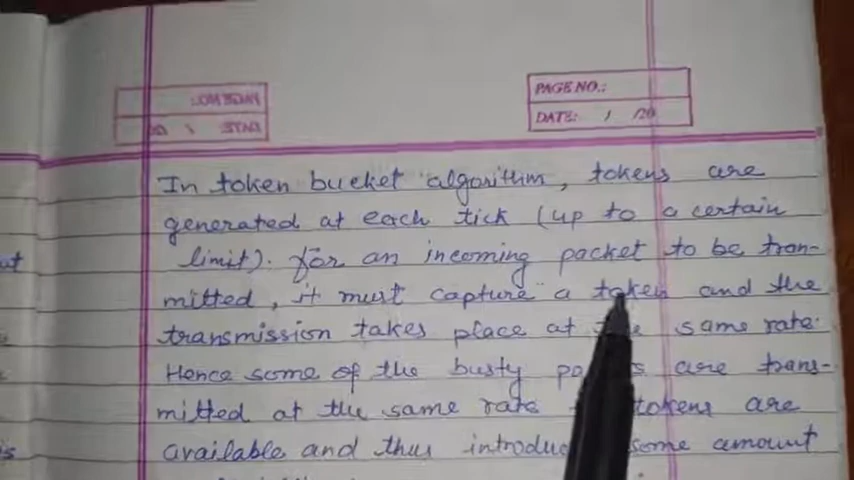 PAGE NO.:
DATE: / /20
In token bucket algorithm, tokens are
generated at each tick (up to a certain
limit). for an incoming packet to be tran-
mitted, it must capture a token and the
transmission takes place at the same rate.
Hence some of the busty are trans-
mitted at the same rate tokens are
available and thus some amount